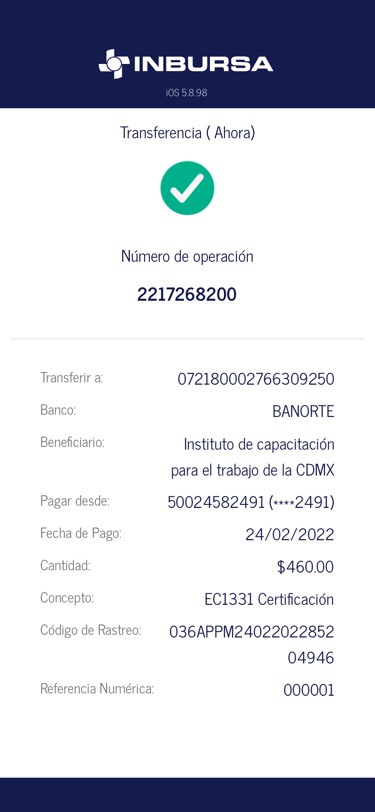 INBURSA
iOS 5.8.98
Transferencia ( Ahora)
Número de operación
2217268200
Transferir a: 072180002766309250
Banco: BANORTE
Beneficiario: Instituto de capacitación
para el trabajo de la CDMX
Pagar desde: 50024582491 (****2491)
Fecha de Pago: 24/02/2022
Cantidad: $460.00
Concepto: EC1331 Certificación
Código de Rastreo: 036APPM24022022852
04946
Referencia Numérica: 000001